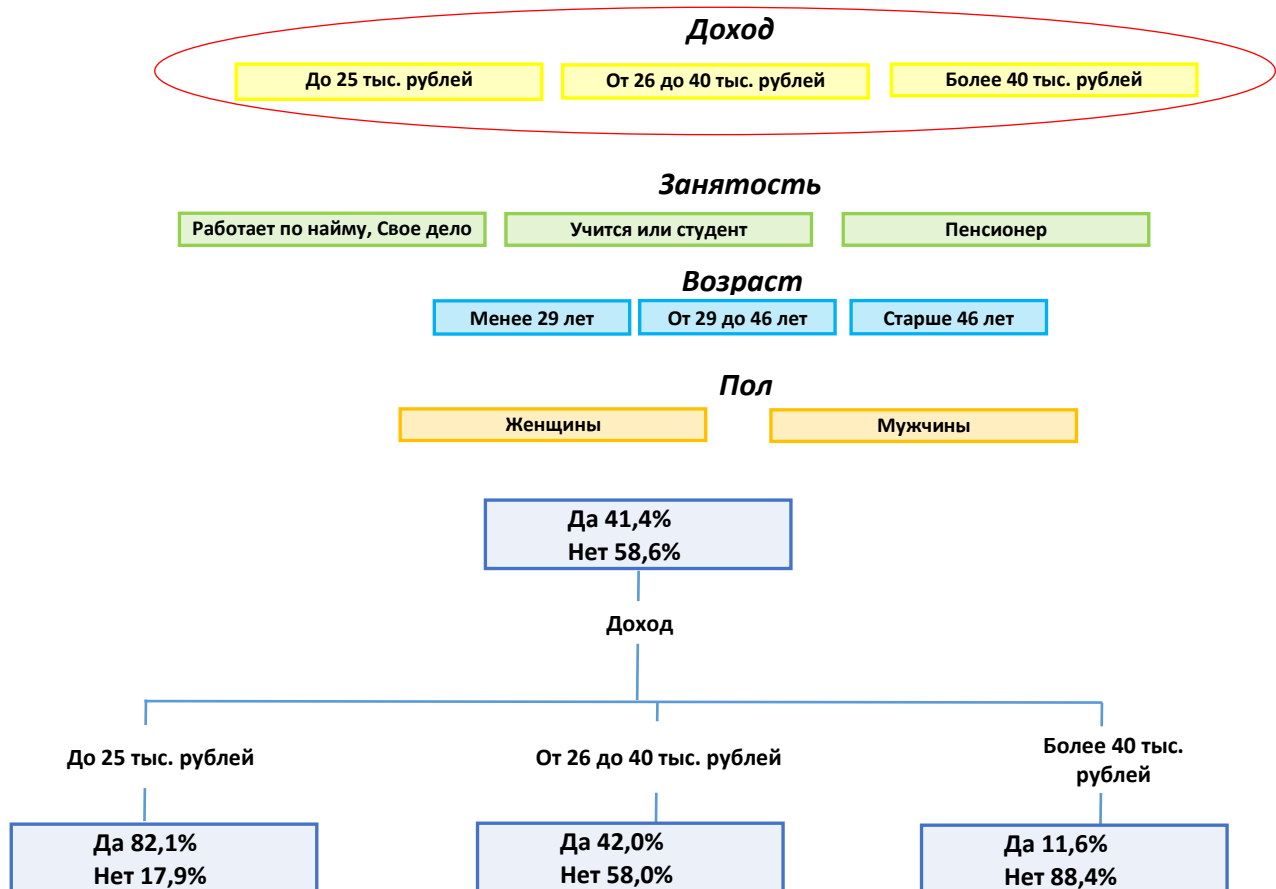 Доход
До 25 тыс. рублей
От 26 до 40 тыс. рублей
Более 40 тыс. рублей
Занятость
Работает по найму, Свое дело
Учится или студент
Пенсионер
Возраст
Менее 29 лет
От 29 до 46 лет
Старше 46 лет
Пол
Женщины
Мужчины
Да 41,4%
Нет 58,6%
Доход
До 25 тыс. рублей
От 26 до 40 тыс. рублей
Более 40 тыс.
рублей
Да 82,1%
Нет 17,9%
Да 42,0%
Нет 58,0%
Да 11,6%
Нет 88,4%